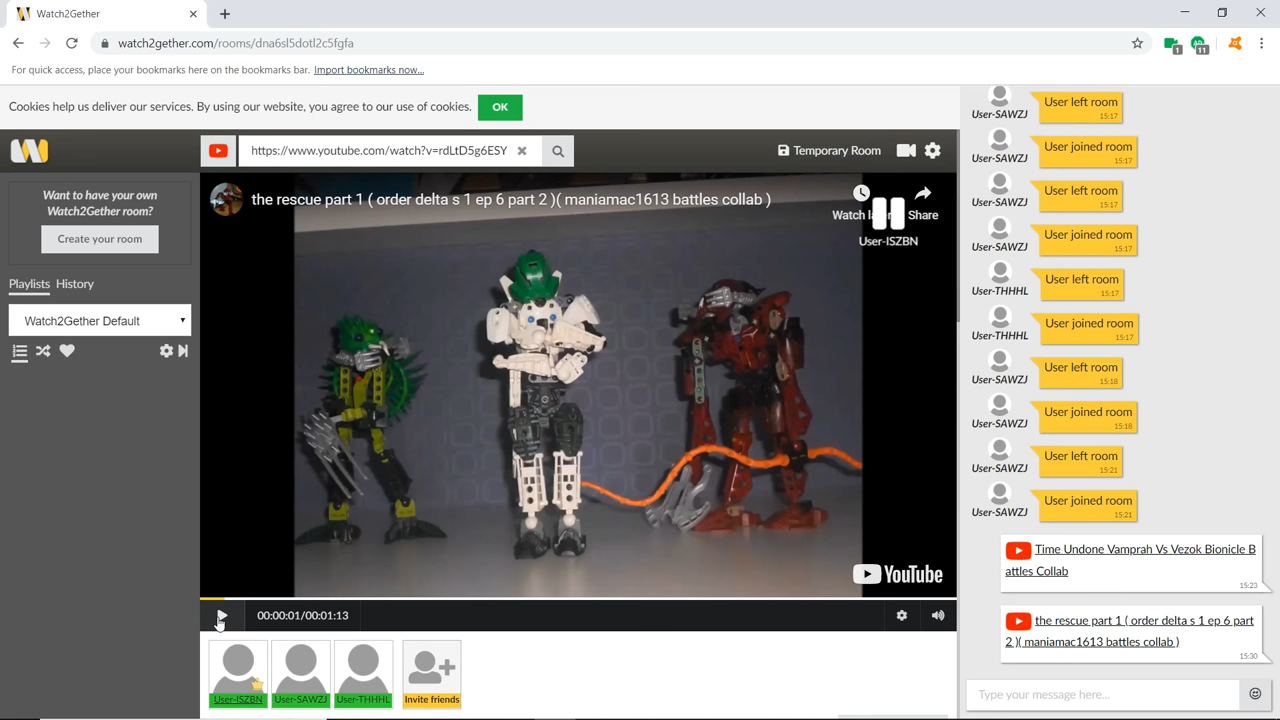 Watch2Gether
watch2gether.com/rooms/dna6sl5dotl2c5fgfa
1
11
For quick access, place your bookmarks here on the bookmarks bar. Import bookmarks now...
Cookies help us deliver our services. By using our website, you agree to our use of cookies. OK
https://www.youtube.com/watch?v=rdLtD5g6ESY
Temporary Room
Want to have your own
Watch2Gether room?
Create your room
Playlists History
Watch2Gether Default
the rescue part 1 ( order delta s 1 ep 6 part 2 )( maniamac1613 battles collab )
Watch la
Share
User-ISZBN
YouTube
00:00:01/00:01:13
User-ISZBN
User-SAWZJ
User-THHHL
Invite friends
User-SAWZJ
User left room
15:17
User-SAWZJ
User joined room
15:17
User-SAWZJ
User left room
15:17
User-SAWZJ
User joined room
15:17
User-THHHL
User left room
15:17
User-THHHL
User joined room
15:17
User-SAWZJ
User left room
15:18
User-SAWZJ
User joined room
15:18
User-SAWZJ
User left room
15:21
User-SAWZJ
User joined room
15:21
Time Undone Vamprah Vs Vezok Bionicle B
attles Collab
15:23
the rescue part 1 ( order delta s 1 ep 6 part
2 )( maniamac1613 battles collab )
15:30
Type your message here...